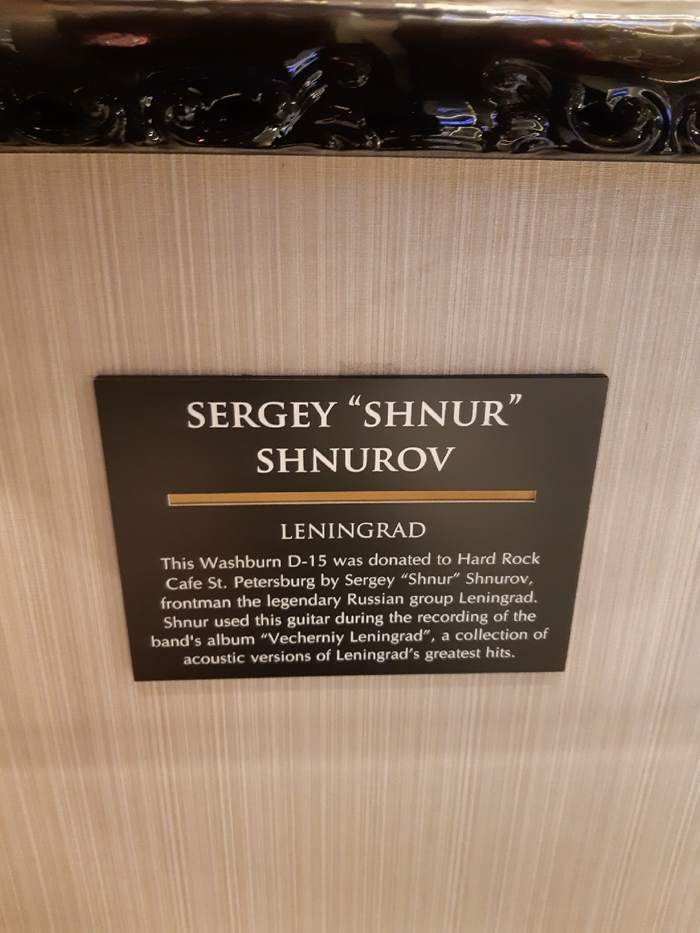 SERGEY “SHNUR”
SHNUROV
LENINGRAD
This Washburn D-15 was donated to Hard Rock
Cafe St. Petersburg by Sergey “Shnur” Shnurov,
frontman the legendary Russian group Leningrad.
Shnur used this guitar during the recording of the
band's album “Vecherniy Leningrad”, a collection of
acoustic versions of Leningrad’s greatest hits.